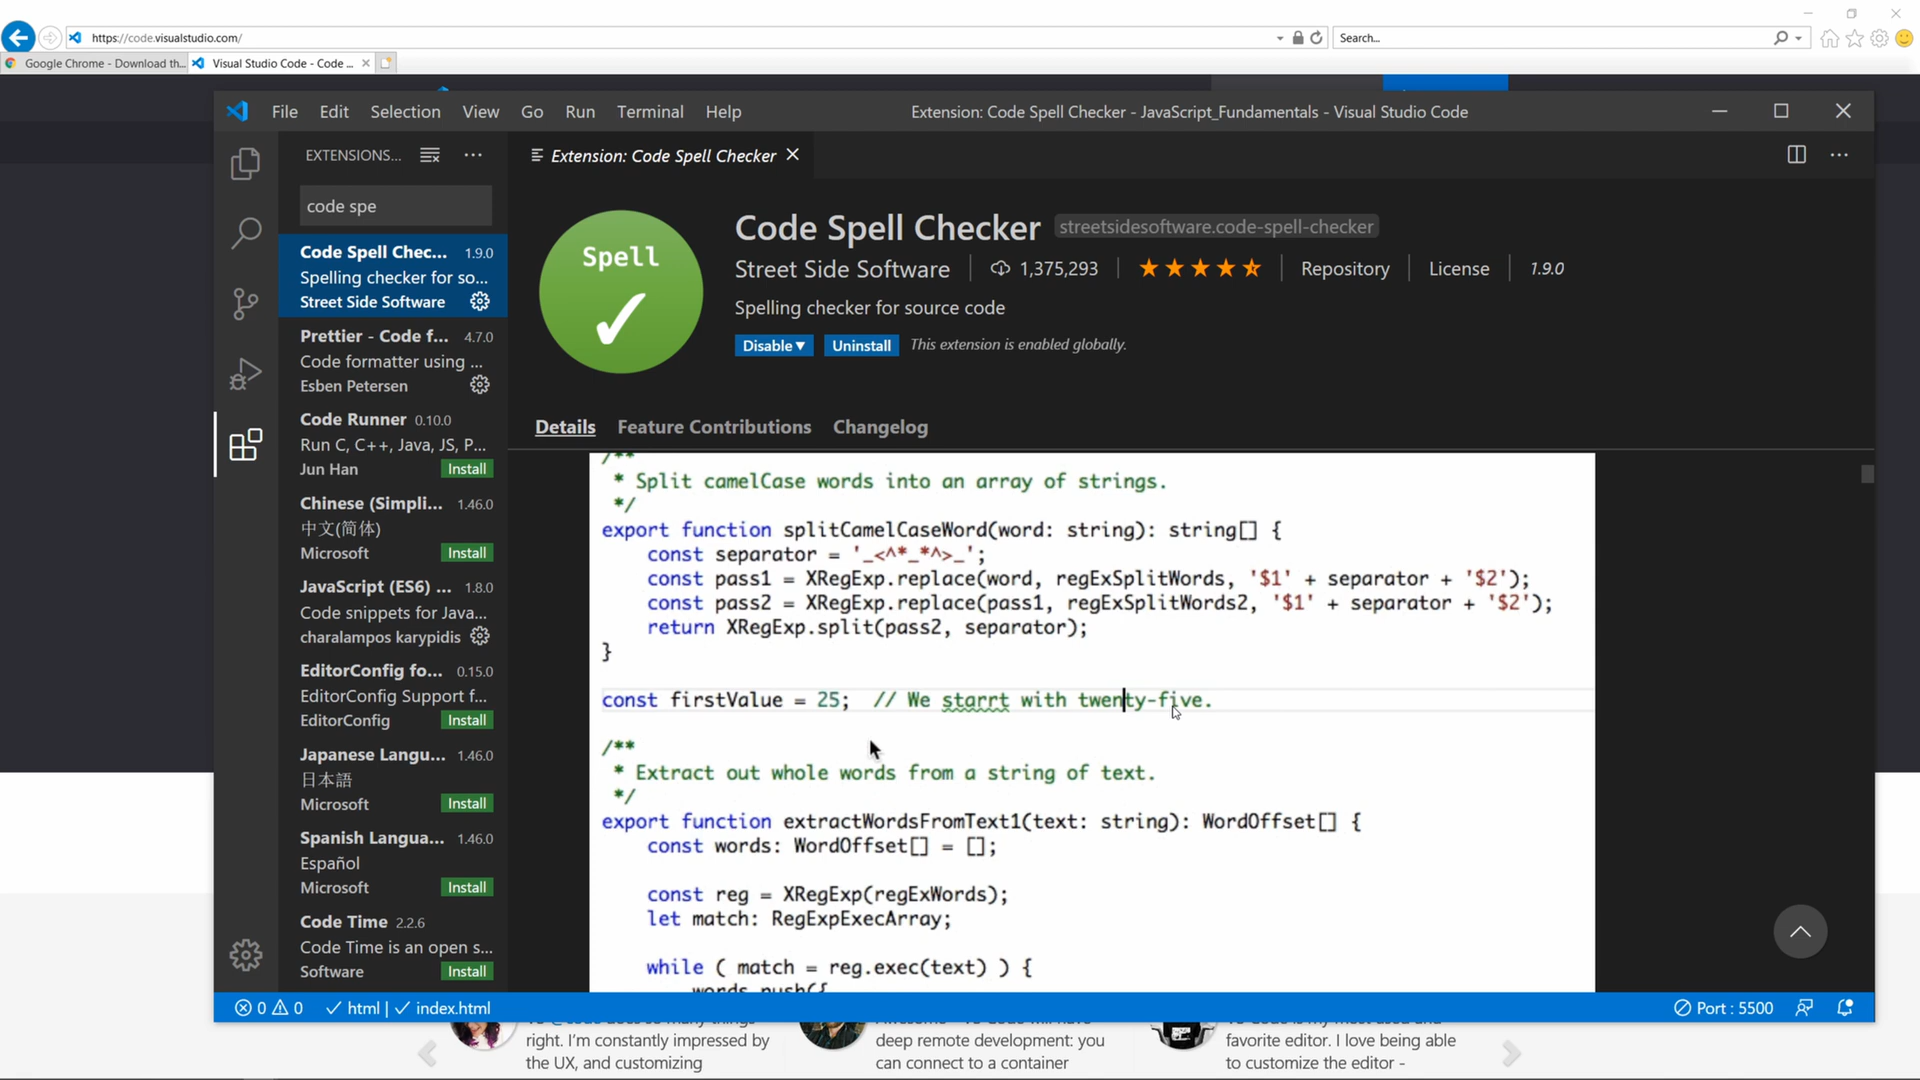 https://code.visualstudio.com/
Search...
Google Chrome - Download th...
Visual Studio Code - Code ...
File Edit Selection View Go Run Terminal Help
Extension: Code Spell Checker - JavaScript_Fundamentals - Visual Studio Code
EXTENSIONS...
code spe
Code Spell Chec... 1.9.0
Spelling checker for so...
Street Side Software
Prettier - Code f... 4.7.0
Code formatter using ...
Esben Petersen
Code Runner 0.10.0
Run C, C++, Java, JS, P...
Jun Han Install
Chinese (Simpli... 1.46.0
中文(简体)
Microsoft Install
JavaScript (ES6) ... 1.8.0
Code snippets for Java...
charalampos karypidis
EditorConfig fo... 0.15.0
EditorConfig Support f...
EditorConfig Install
Japanese Langu... 1.46.0
日本語
Microsoft Install
Spanish Langua... 1.46.0
Español
Microsoft Install
Code Time 2.2.6
Code Time is an open s...
Software Install
Extension: Code Spell Checker
Spell
Code Spell Checker streetsidesoftware.code-spell-checker
Street Side Software 1,375,293 Repository License 1.9.0
Spelling checker for source code
Disable Uninstall This extension is enabled globally.
Details Feature Contributions Changelog
/**
* Split camelCase words into an array of strings.
*/
export function splitCamelCaseWord(word: string): string[] {
const separator = '_<^*_*^>_';
const pass1 = XRegExp.replace(word, regExSplitWords, '$1' + separator + '$2');
const pass2 = XRegExp.replace(pass1, regExSplitWords2, '$1' + separator + '$2');
return XRegExp.split(pass2, separator);
}
const firstValue = 25; // We starrt with twenty-five.
/**
* Extract out whole words from a string of text.
*/
export function extractWordsFromText1(text: string): WordOffset[] {
const words: WordOffset[] = [];
const reg = XRegExp(regExWords);
let match: RegExpExecArray;
while ( match = reg.exec(text) ) {
words.push({
0 0 html | index.html
Port : 5500
right. I'm constantly impressed by
the UX, and customizing
deep remote development: you
can connect to a container
favorite editor. I love being able
to customize the editor -